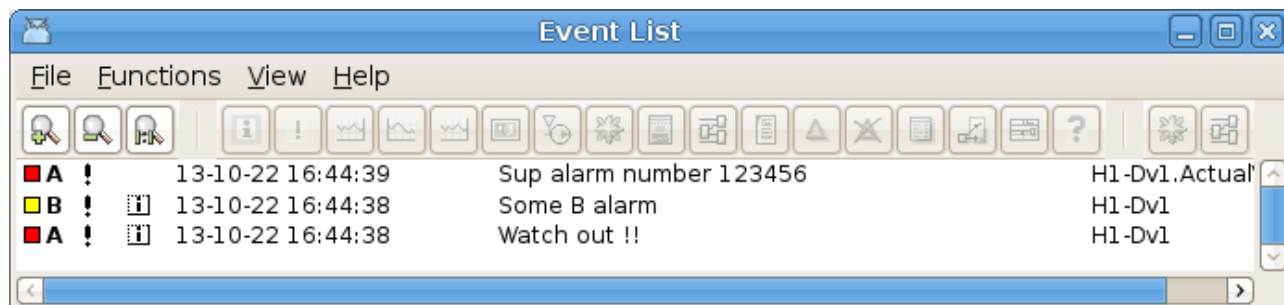 Event List
File Functions View Help
1:1 i ! ?
A ! 13-10-22 16:44:39 Sup alarm number 123456 H1-Dv1.Actual
B ! i 13-10-22 16:44:38 Some B alarm H1-Dv1
A ! i 13-10-22 16:44:38 Watch out !! H1-Dv1